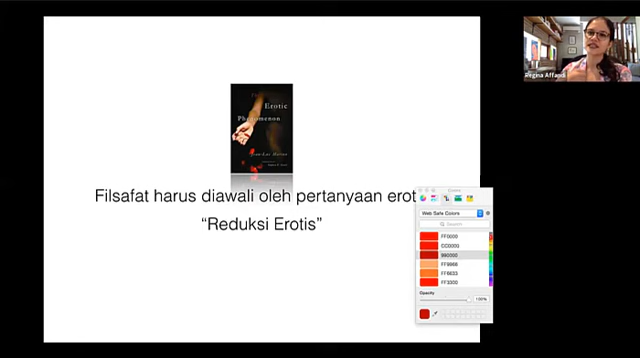 Erotic
Phenomenon
Filsafat harus diawali oleh pertanyaan erot
“Reduksi Erotis”
Regina Affandi
Colors
Web Safe Colors
Search
FF0000
CC0000
990000
FF9966
FF6633
FF3300
Opacity
100%